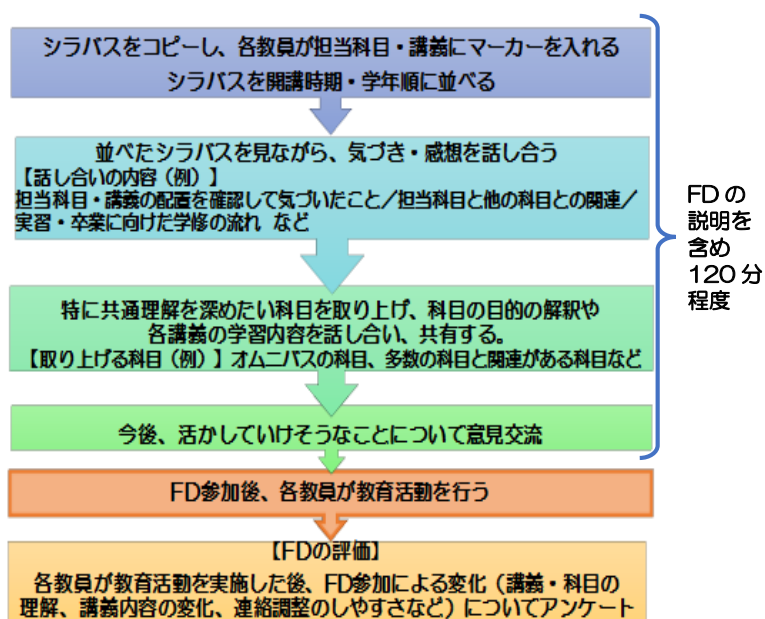 シラバスをコピーし、各教員が担当科目・講義にマーカーを入れる
シラバスを開講時期・学年順に並べる
並べたシラバスを見ながら、気づき・感想を話し合う
【話し合いの内容（例）】
担当科目・講義の配置を確認して気づいたこと／担当科目と他の科目との関連／
実習・卒業に向けた学修の流れ など
特に共通理解を深めたい科目を取り上げ、科目の目的の解釈や
各講義の学習内容を話し合い、共有する。
【取り上げる科目（例）】オムニバスの科目、多数の科目と関連がある科目など
今後、活かしていけそうなことについて意見交流
FDの
説明を
含め
120分
程度
FD参加後、各教員が教育活動を行う
【FDの評価】
各教員が教育活動を実施した後、FD参加による変化（講義・科目の
理解、講義内容の変化、連絡調整のしやすさなど）についてアンケート